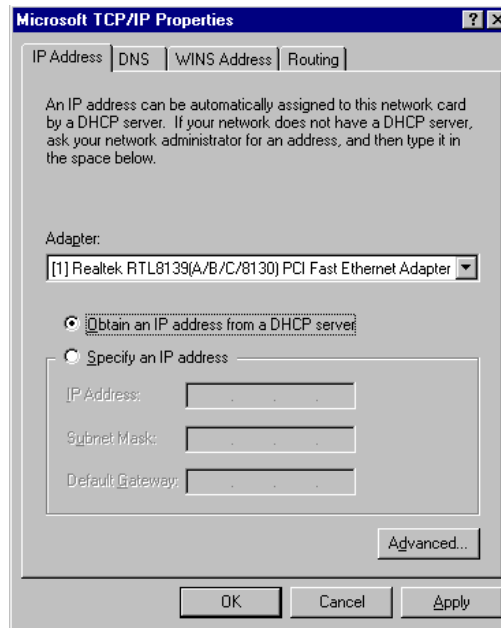 Microsoft TCP/IP Properties
IP Address DNS WINS Address Routing
An IP address can be automatically assigned to this network card
by a DHCP server. If your network does not have a DHCP server,
ask your network administrator for an address, and then type it in
the space below.
Adapter:
[1] Realtek RTL8139(A/B/C/8130) PCI Fast Ethernet Adapter
Obtain an IP address from a DHCP server
Specify an IP address
IP Address:
Subnet Mask:
Default Gateway:
Advanced...
OK Cancel Apply